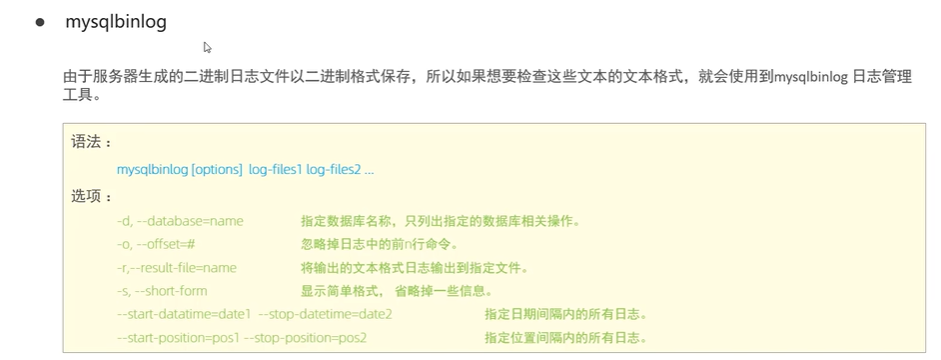 ● mysqlbinlog
由于服务器生成的二进制日志文件以二进制格式保存，所以如果想要检查这些文本的文本格式，就会使用到mysqlbinlog 日志管理
工具。
语法：
mysqlbinlog [options] log-files1 log-files2 ...
选项：
-d, --database=name 指定数据库名称，只列出指定的数据库相关操作。
-o, --offset=# 忽略掉日志中的前n行命令。
-r,--result-file=name 将输出的文本格式日志输出到指定文件。
-s, --short-form 显示简单格式， 省略掉一些信息。
--start-datatime=date1 --stop-datetime=date2 指定日期间隔内的所有日志。
--start-position=pos1 --stop-position=pos2 指定位置间隔内的所有日志。